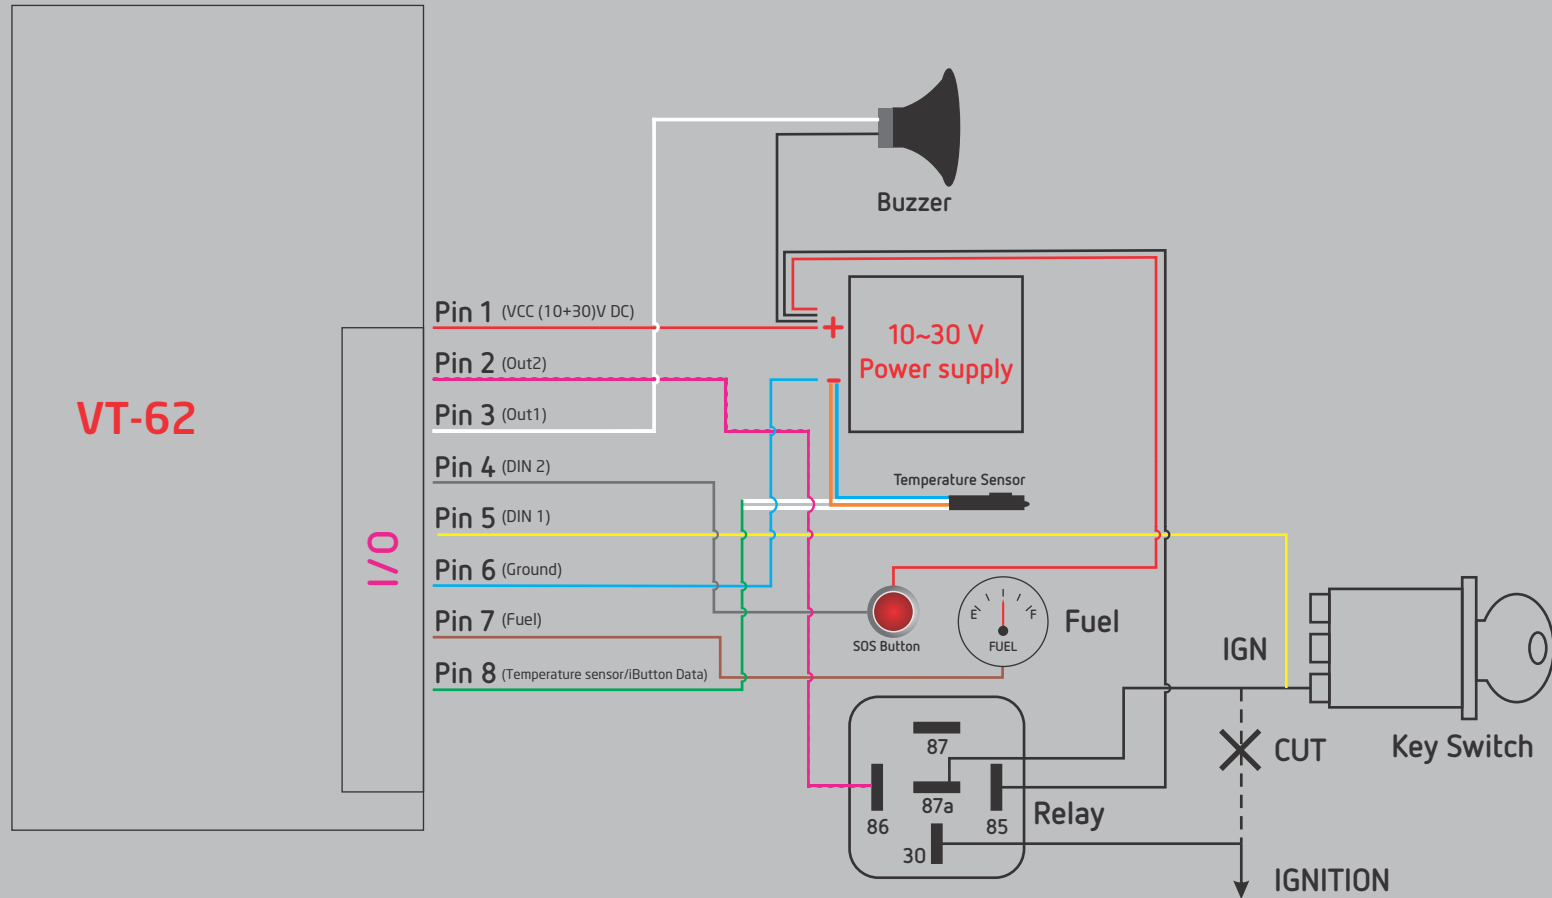 Buzzer
VT-62
I/O
Pin 1 (VCC (10+30)V DC)
Pin 2 (Out2)
Pin 3 (Out1)
Pin 4 (DIN 2)
Pin 5 (DIN 1)
Pin 6 (Ground)
Pin 7 (Fuel)
Pin 8 (Temperature sensor/iButton Data)
+
-
10~30 V
Power supply
Temperature Sensor
SOS Button
E F
FUEL
Fuel
IGN
CUT
Key Switch
87
87a
86
85
30
Relay
IGNITION